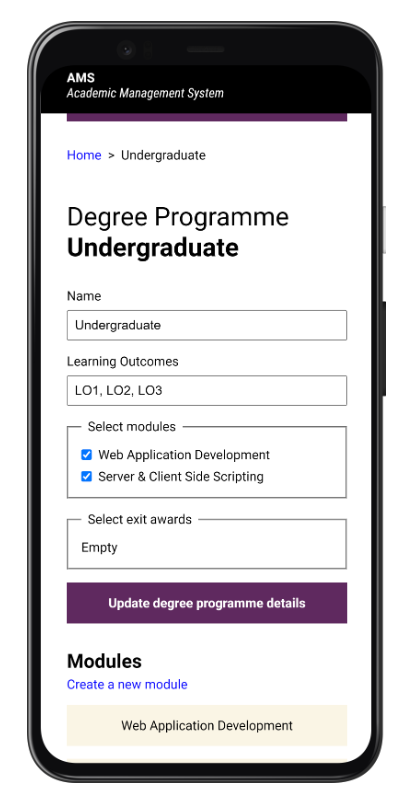 AMS
Academic Management System
Home > Undergraduate
Degree Programme
Undergraduate
Name
Undergraduate
Learning Outcomes
LO1, LO2, LO3
Select modules
Web Application Development
Server & Client Side Scripting
Select exit awards
Empty
Update degree programme details
Modules
Create a new module
Web Application Development